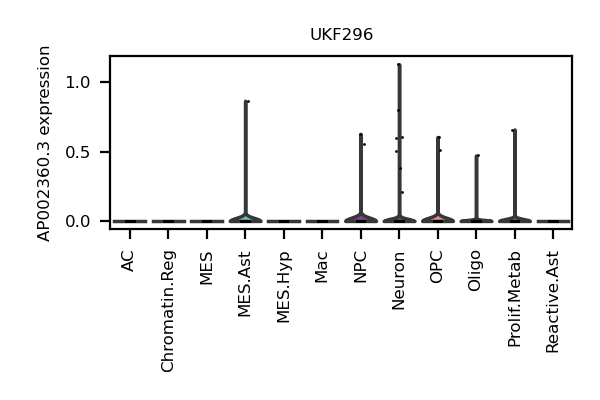 UKF296
AP002360.3 expression
1.0
0.5
0.0
AC
Chromatin.Reg
MES
MES.Ast
MES.Hyp
Mac
NPC
Neuron
OPC
Oligo
Prolif.Metab
Reactive.Ast